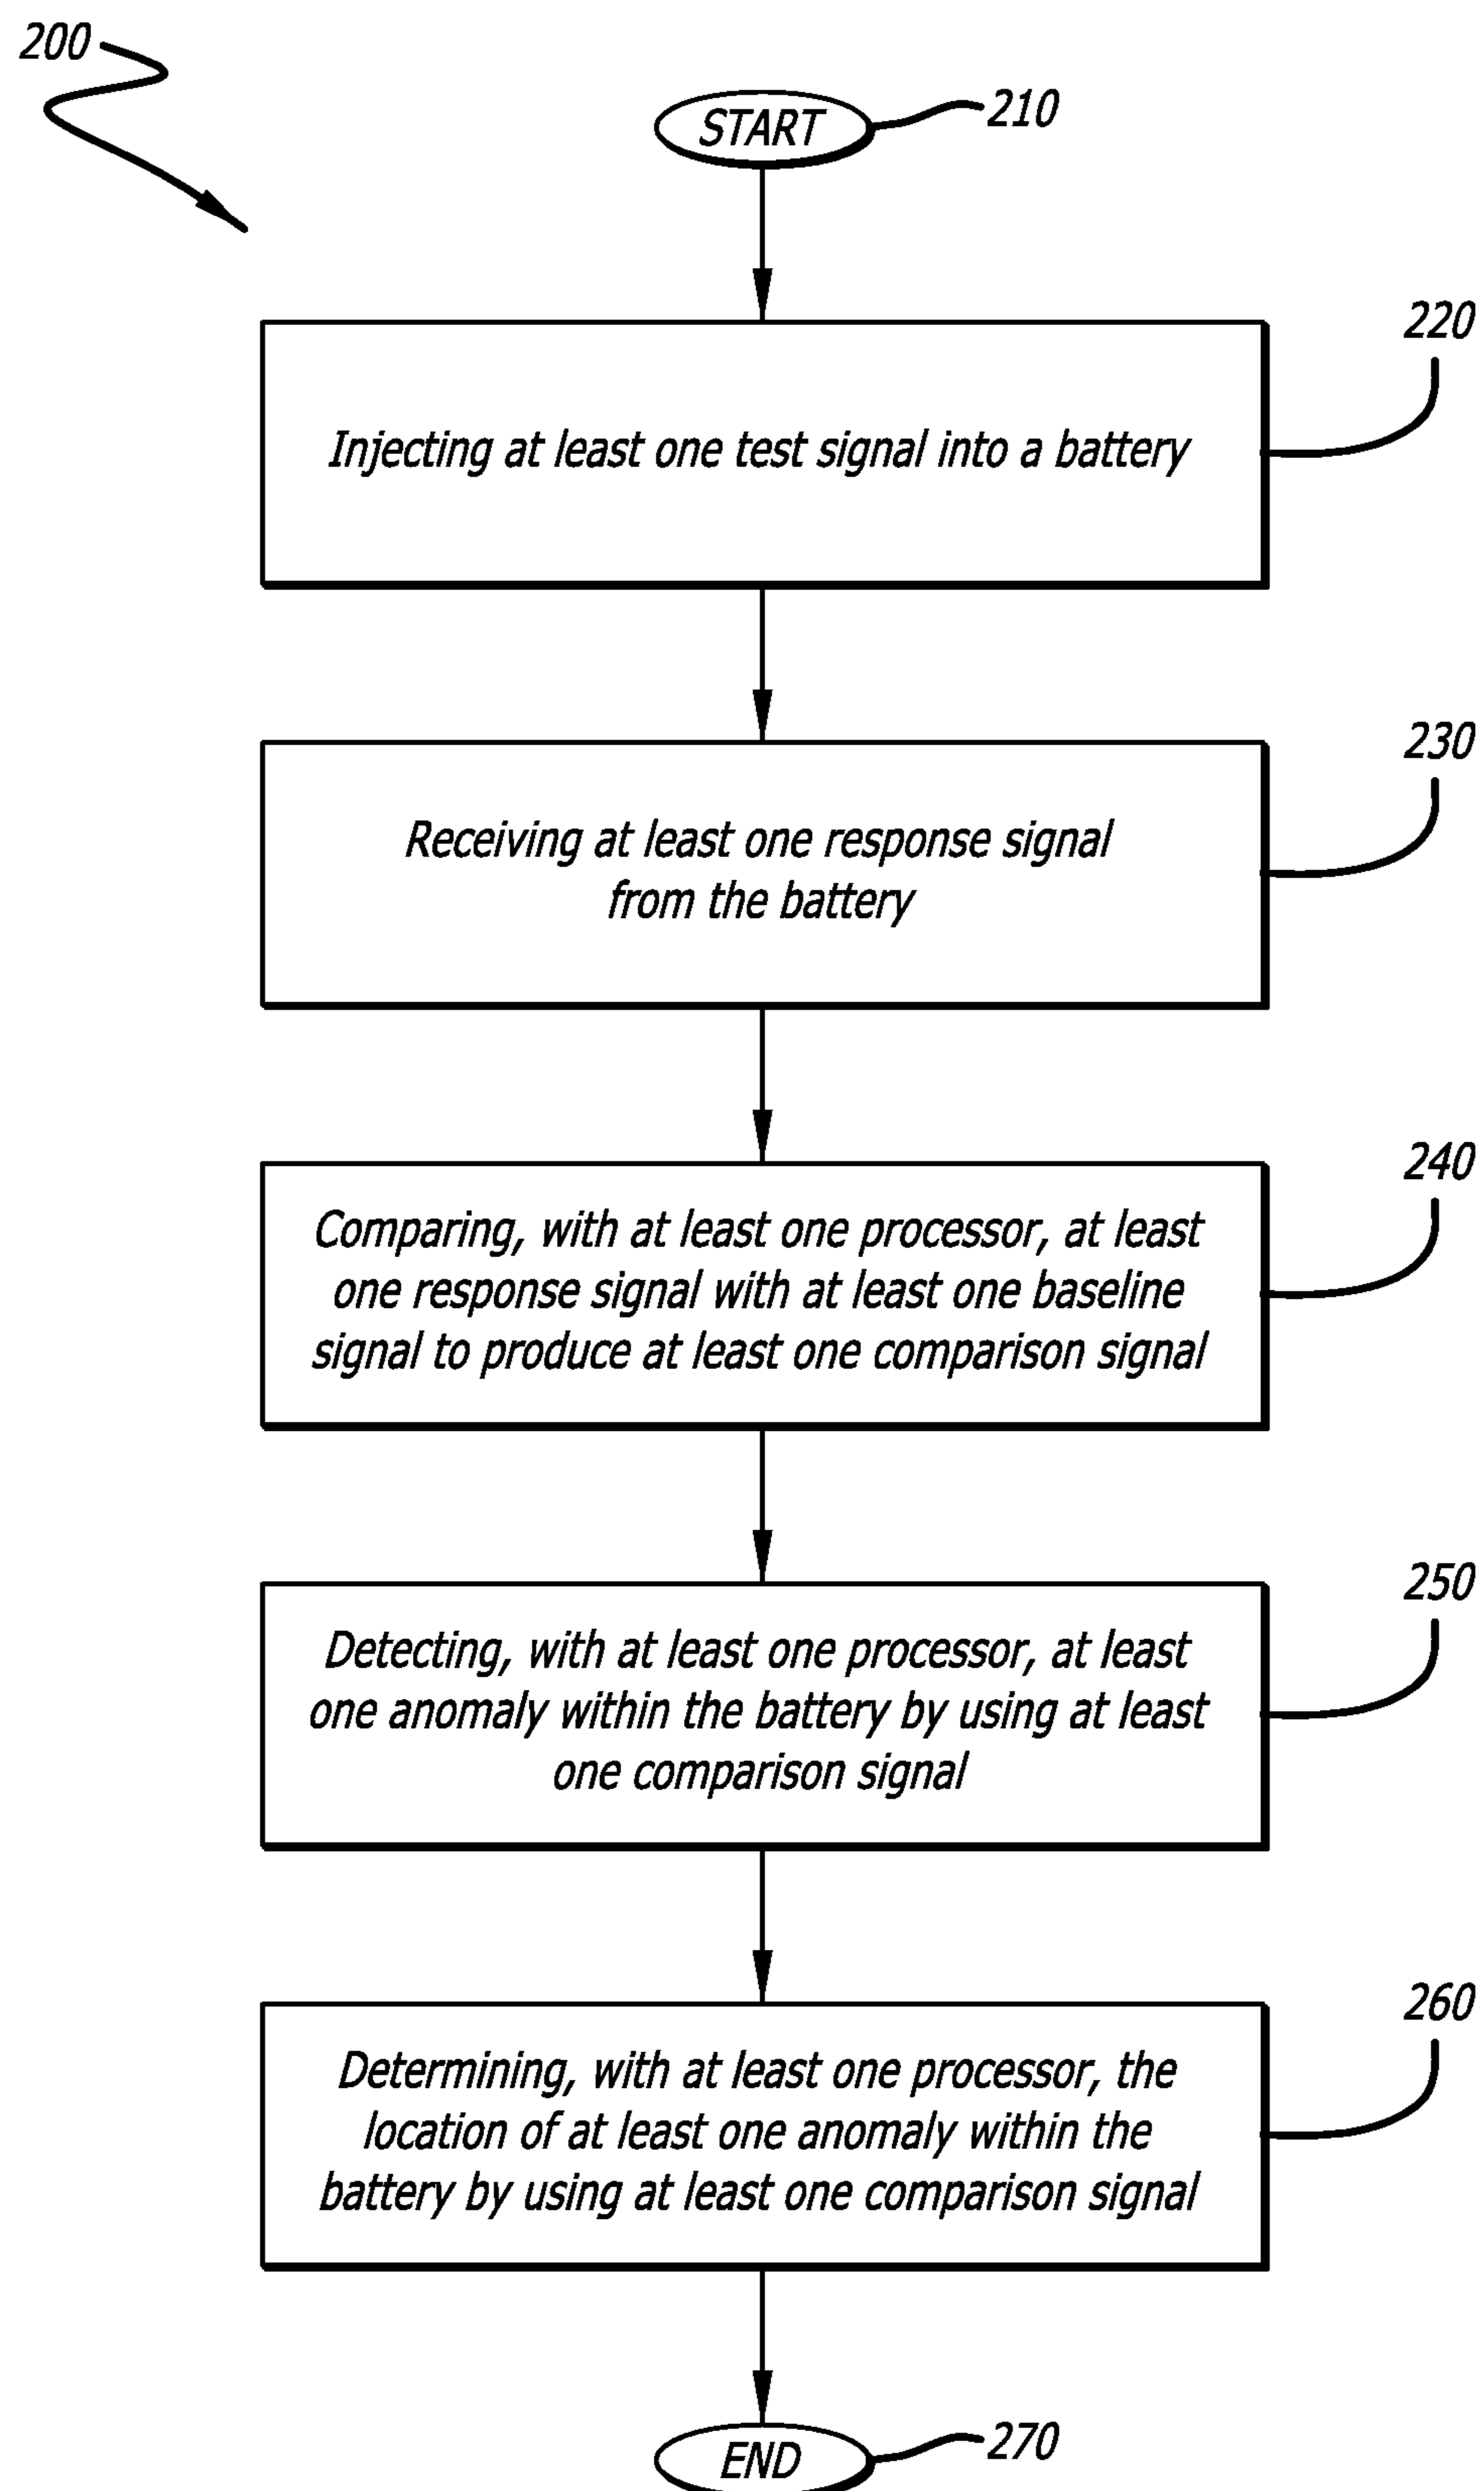 200
START
210
220
Injecting at least one test signal into a battery
230
Receiving at least one response signal
from the battery
240
Comparing, with at least one processor, at least
one response signal with at least one baseline
signal to produce at least one comparison signal
250
Detecting, with at least one processor, at least
one anomaly within the battery by using at least
one comparison signal
260
Determining, with at least one processor, the
location of at least one anomaly within the
battery by using at least one comparison signal
END
270